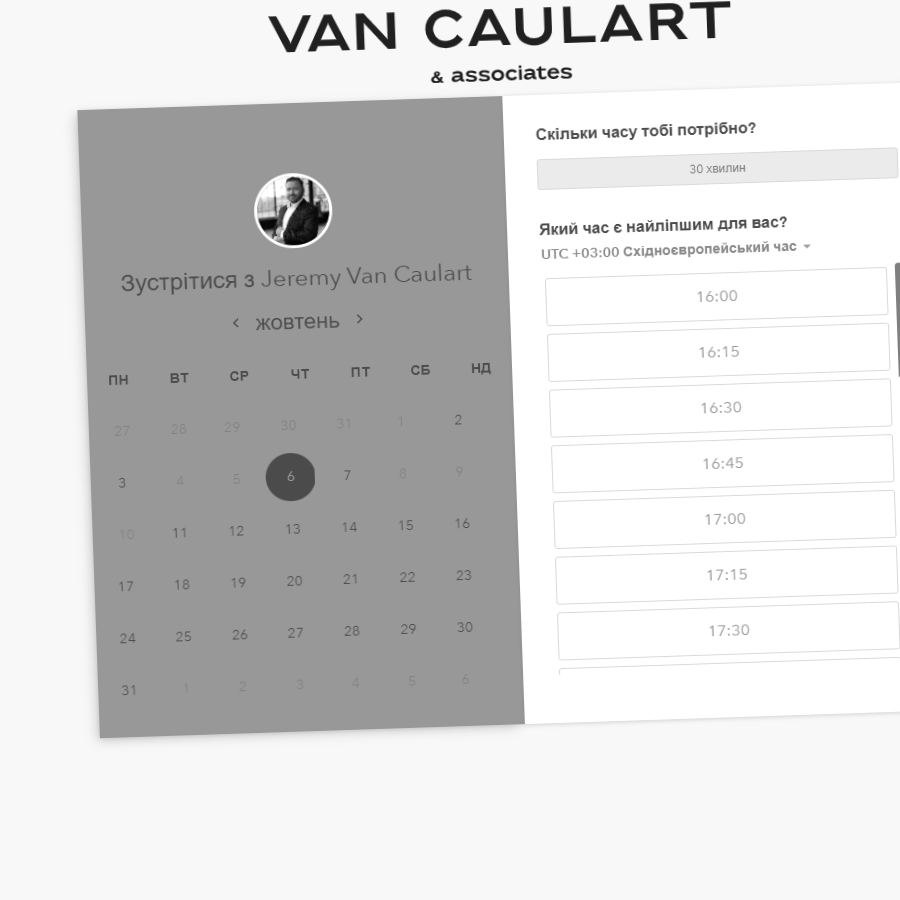 VAN CAULART
& associates
Зустрітися з Jeremy Van Caulart
‹ жовтень ›
ПН ВТ СР ЧТ ПТ СБ НД
27 28 29 30 31 1 2
3 4 5 6 7 8 9
10 11 12 13 14 15 16
17 18 19 20 21 22 23
24 25 26 27 28 29 30
31 1 2 3 4 5 6
Скільки часу тобі потрібно?
30 хвилин
Який час є найліпшим для вас?
UTC +03:00 Східноєвропейський час
16:00
16:15
16:30
16:45
17:00
17:15
17:30